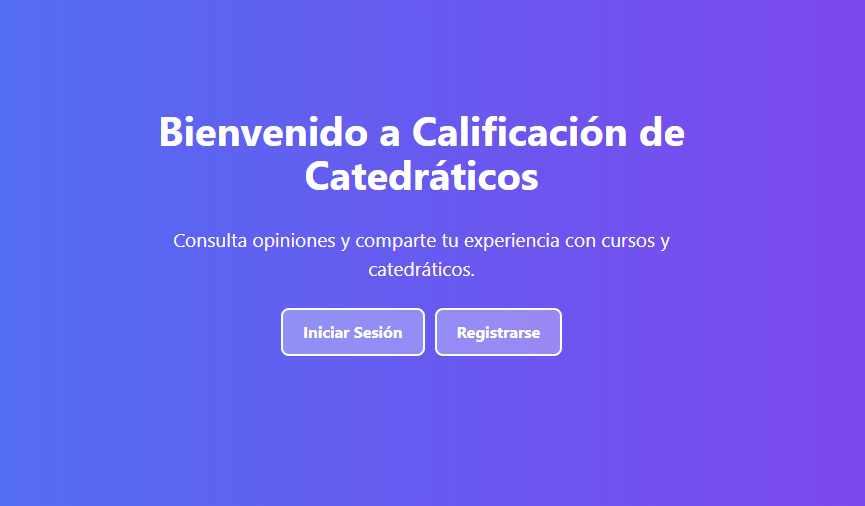 Bienvenido a Calificación de
Catedráticos
Consulta opiniones y comparte tu experiencia con cursos y
catedráticos.
Iniciar Sesión
Registrarse